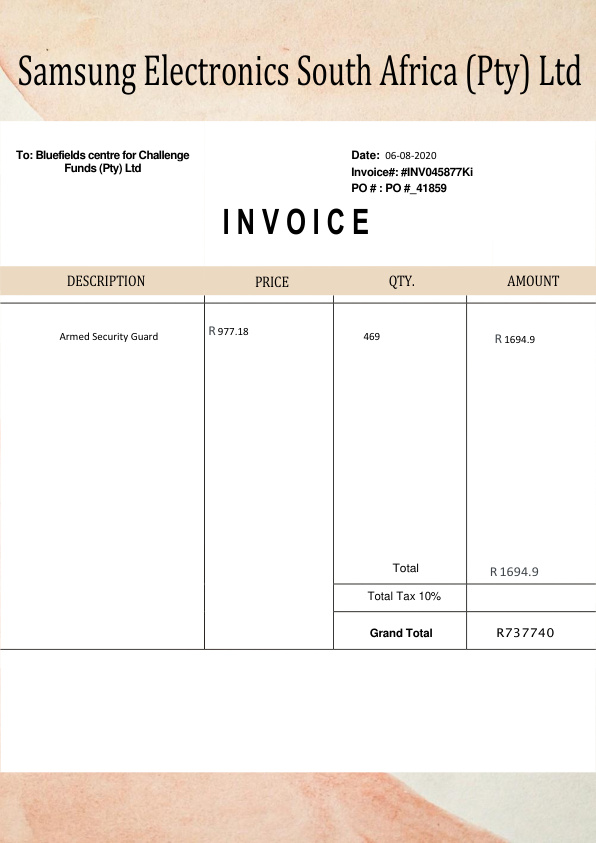 Samsung Electronics South Africa (Pty) Ltd
To: Bluefields centre for Challenge
Funds (Pty) Ltd
Date: 06-08-2020
Invoice#: #INV045877Ki
PO # : PO #_41859
INVOICE
DESCRIPTION PRICE QTY. AMOUNT
Armed Security Guard R 977.18 469 R 1694.9
Total R 1694.9
Total Tax 10%
Grand Total R737740